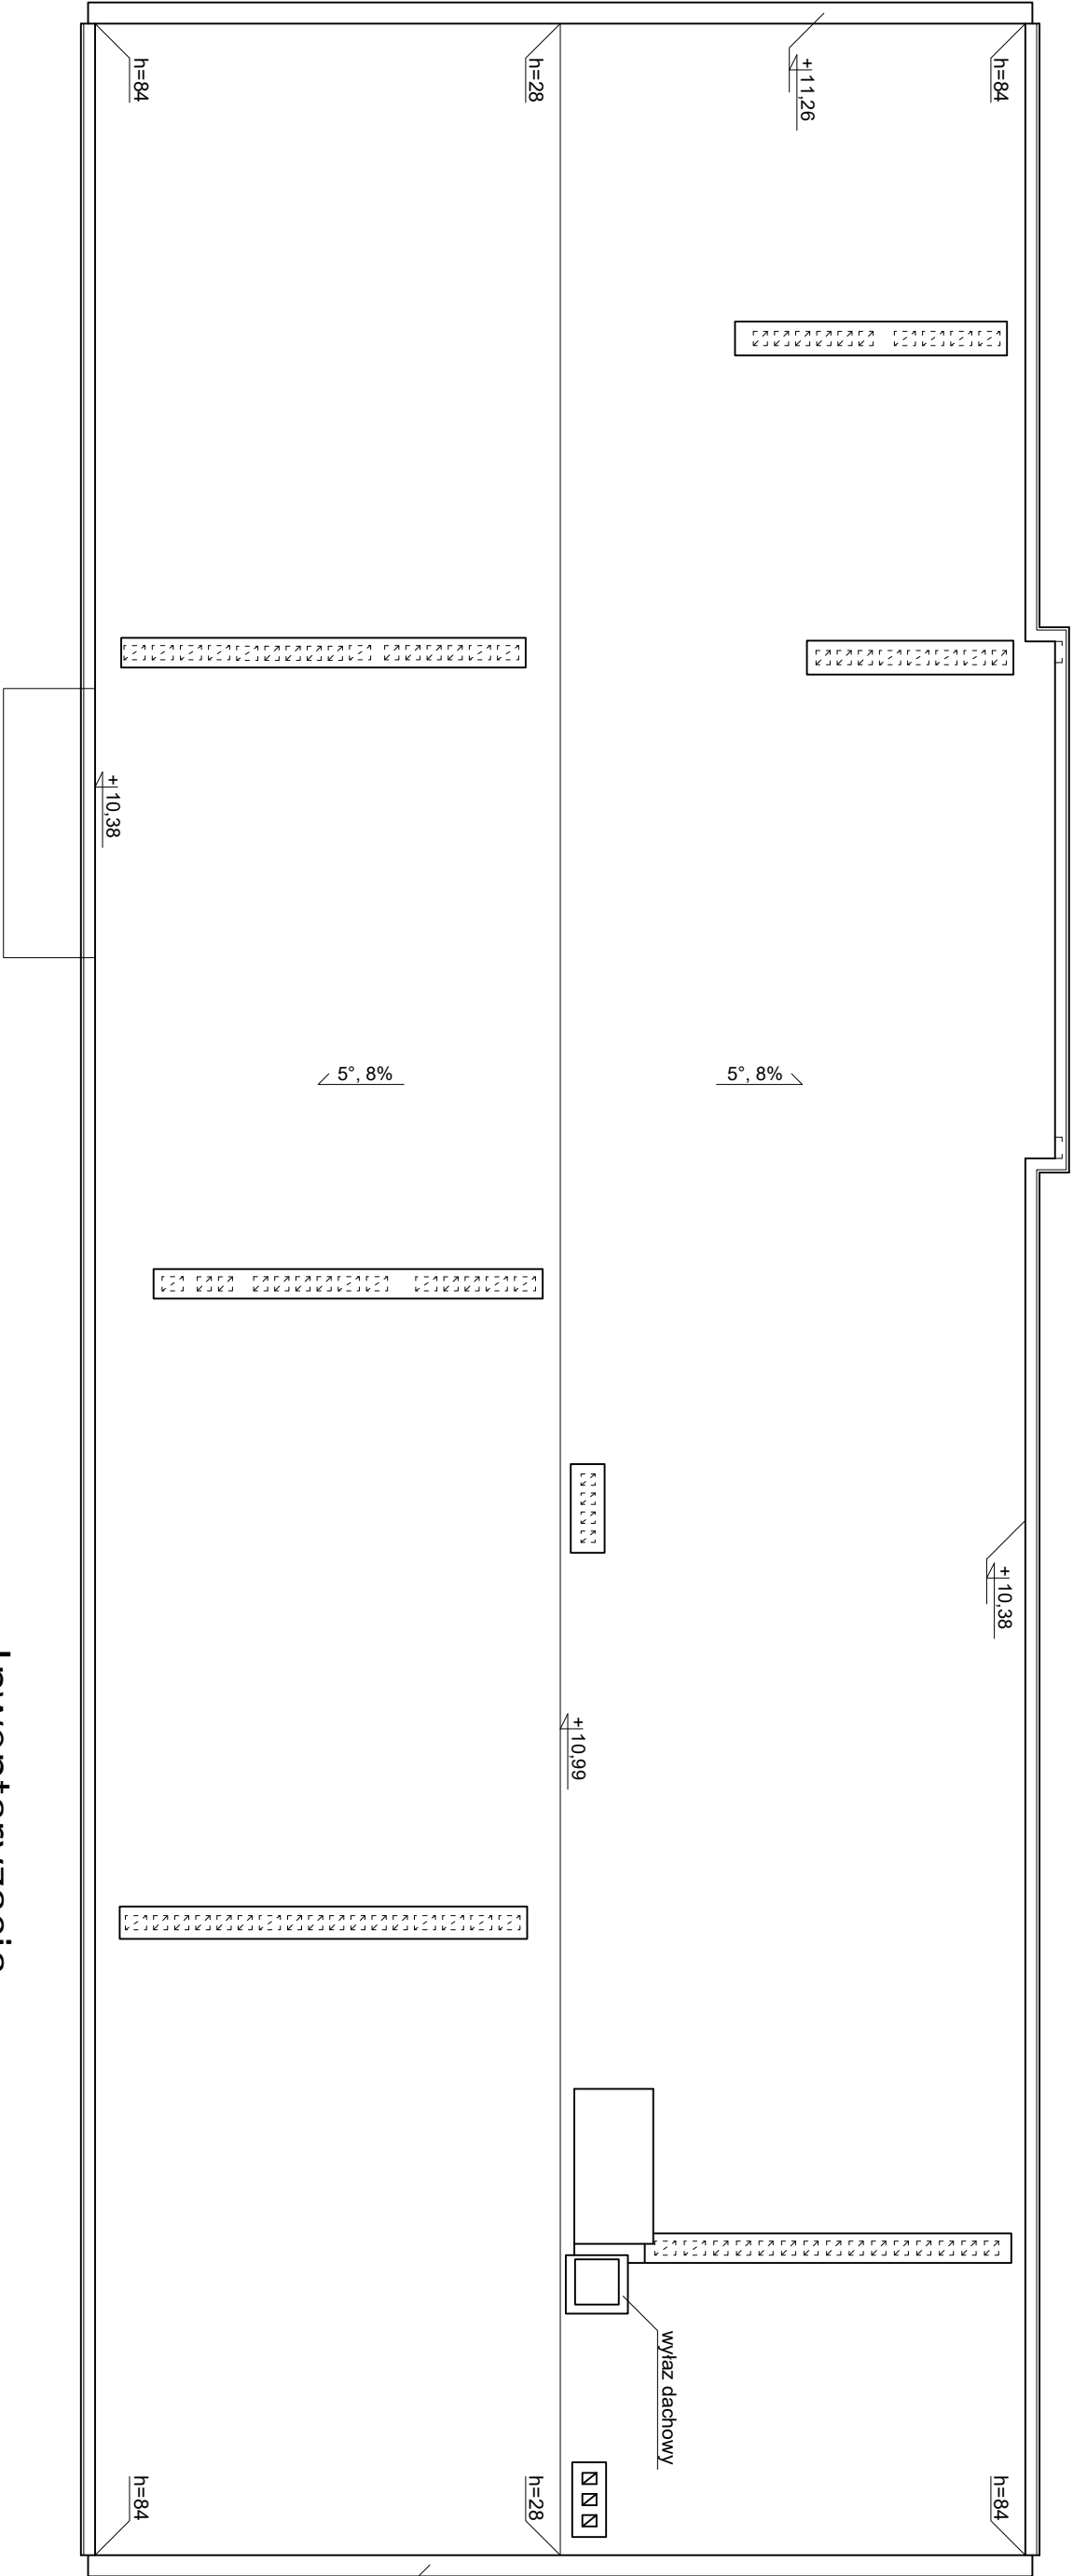 h=84
h=28
+11,26
h=84
+10,38
5°, 8%
5°, 8%
+10,38
+10,99
wyłaz dachowy
h=84
h=28
h=84